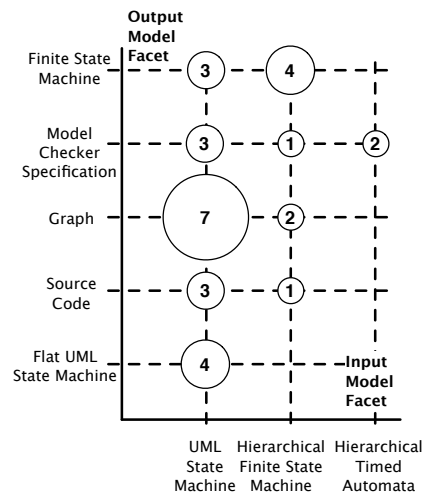 Output
Model
Facet
Finite State
Machine
3
4
Model
Checker
Specification
3
1
2
Graph
7
2
Source
Code
3
1
Flat UML
State Machine
4
Input
Model
Facet
UML
State
Machine
Hierarchical
Finite State
Machine
Hierarchical
Timed
Automata